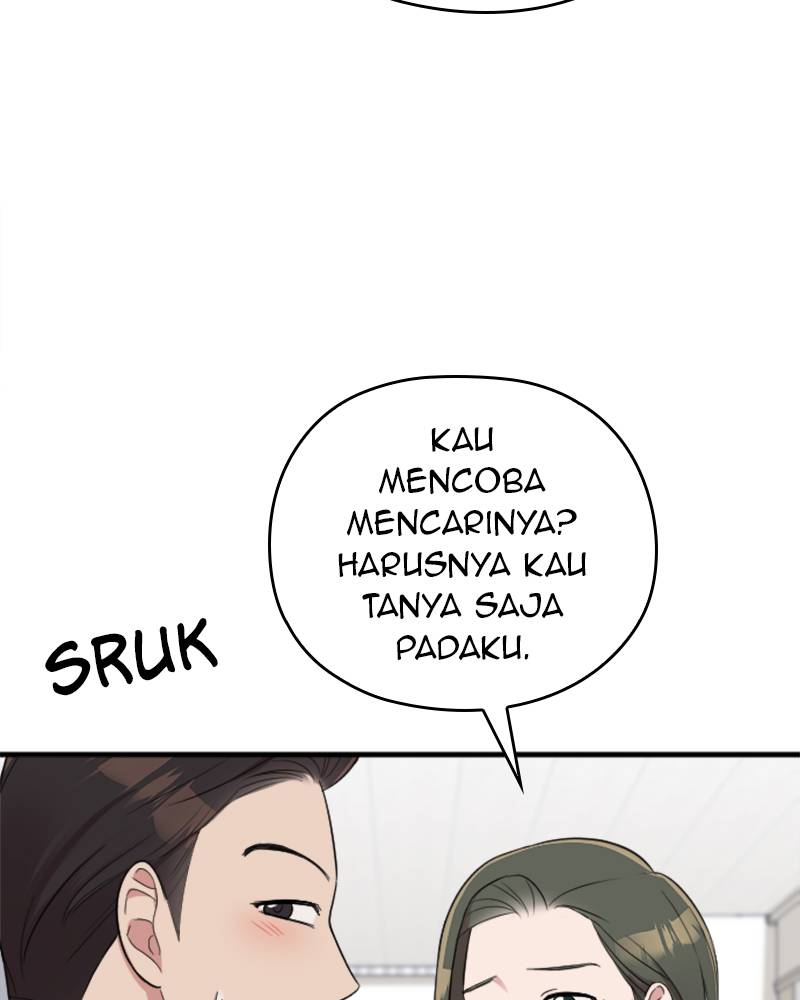 KAU
MENCOBA
MENCARINYA?
HARUSNYA KAU
TANYA SAJA
PADAKU.
SRUK